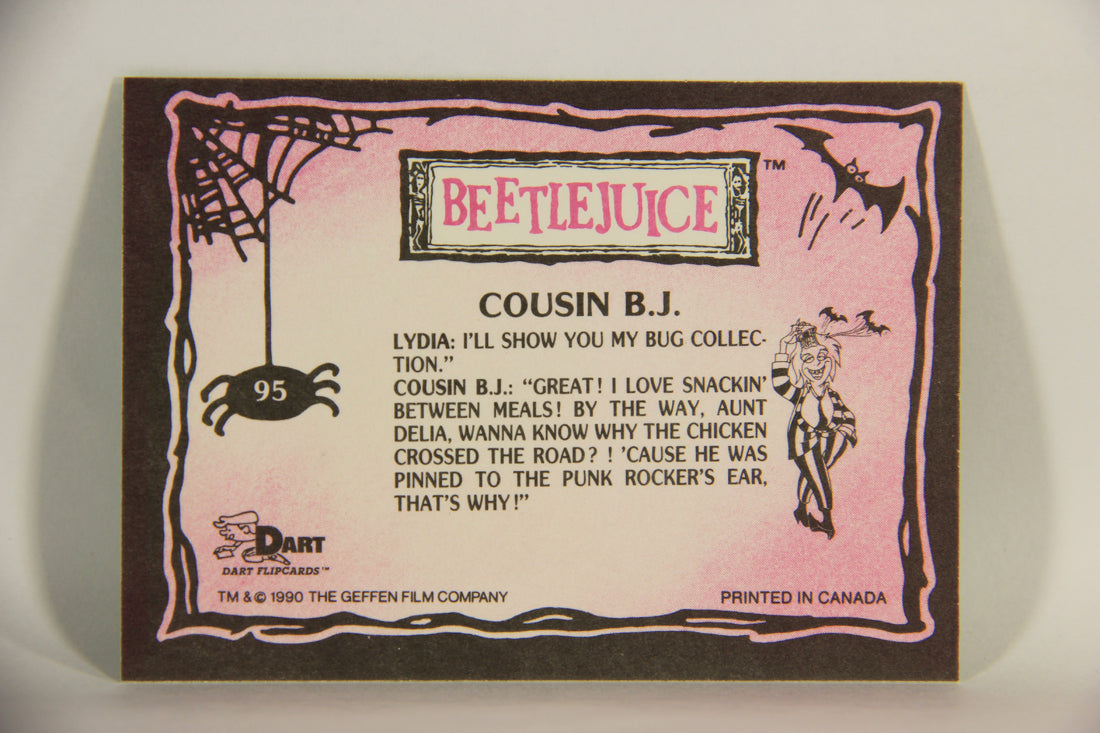 BEETLEJUICE™
COUSIN B.J.
LYDIA: I'LL SHOW YOU MY BUG COLLEC-
TION."
COUSIN B.J.: "GREAT! I LOVE SNACKIN'
BETWEEN MEALS! BY THE WAY, AUNT
DELIA, WANNA KNOW WHY THE CHICKEN
CROSSED THE ROAD? ! 'CAUSE HE WAS
PINNED TO THE PUNK ROCKER'S EAR,
THAT'S WHY!"
95
DART
DART FLIPCARDS™
TM & © 1990 THE GEFFEN FILM COMPANY
PRINTED IN CANADA